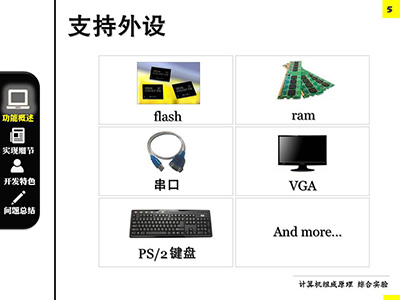 5
支持外设
功能概述
实现细节
开发特色
问题总结
flash
ram
串口
VGA
PS/2 键盘
And more...
计算机组成原理 综合实验